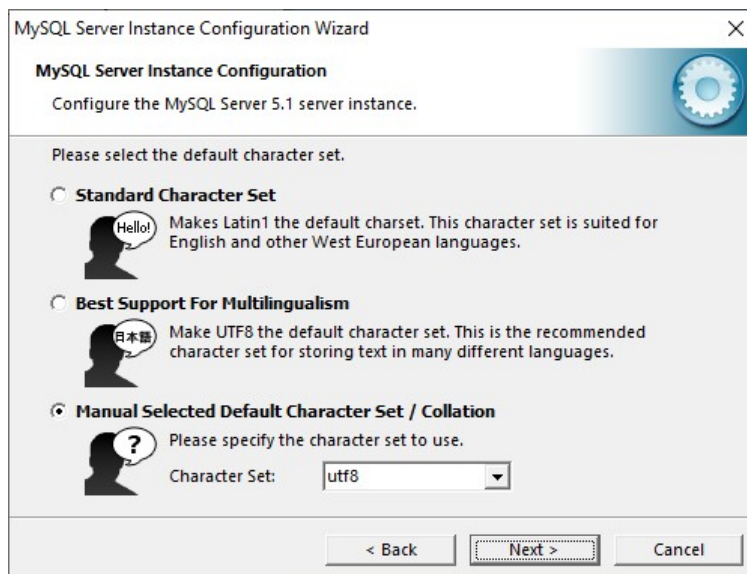 MySQL Server Instance Configuration Wizard
MySQL Server Instance Configuration
Configure the MySQL Server 5.1 server instance.
Please select the default character set.
Standard Character Set
Hello!
Makes Latin1 the default charset. This character set is suited for
English and other West European languages.
Best Support For Multilingualism
日本語
Make UTF8 the default character set. This is the recommended
character set for storing text in many different languages.
Manual Selected Default Character Set / Collation
?
Please specify the character set to use.
Character Set: utf8
< Back Next > Cancel